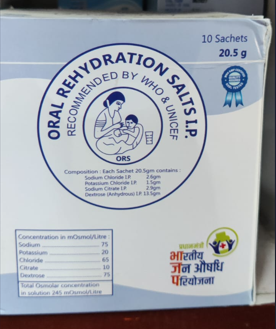 10 Sachets
20.5 g
ORAL REHYDRATION SALTS I.P.
RECOMMENDED BY WHO & UNICEF
ORS
Composition : Each Sachet 20.5gm contains :
Sodium Chloride I.P. 2.6gm
Potassium Chloride I.P. 1.5gm
Sodium Citrate I.P. 2.9gm
Dextrose (Anhydrous) I.P. 13.5gm
Concentration in mOsmol/Litre
Sodium 75
Potassium 20
Chloride 65
Citrate 10
Dextrose 75
Total Osmolar concentration
in solution 245 mOsmol/Litre
प्रधानमंत्री
भारतीय
जन औषधि
परियोजना